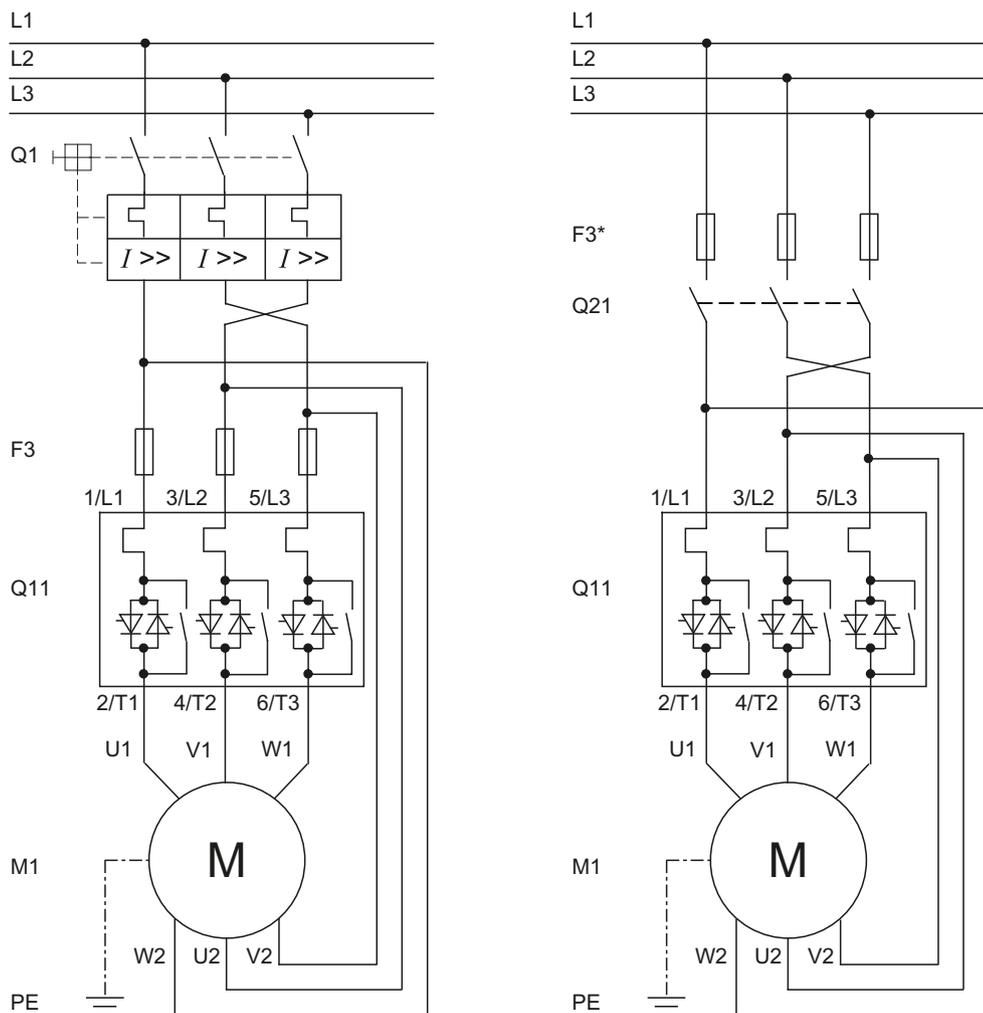 L1
L2
L3
Q1
I >> I >> I >>
F3
1/L1 3/L2 5/L3
Q11
2/T1 4/T2 6/T3
U1 V1 W1
M
M1
W2 U2 V2
PE
L1
L2
L3
F3*
Q21
1/L1 3/L2 5/L3
Q11
2/T1 4/T2 6/T3
U1 V1 W1
M
M1
W2 U2 V2
PE